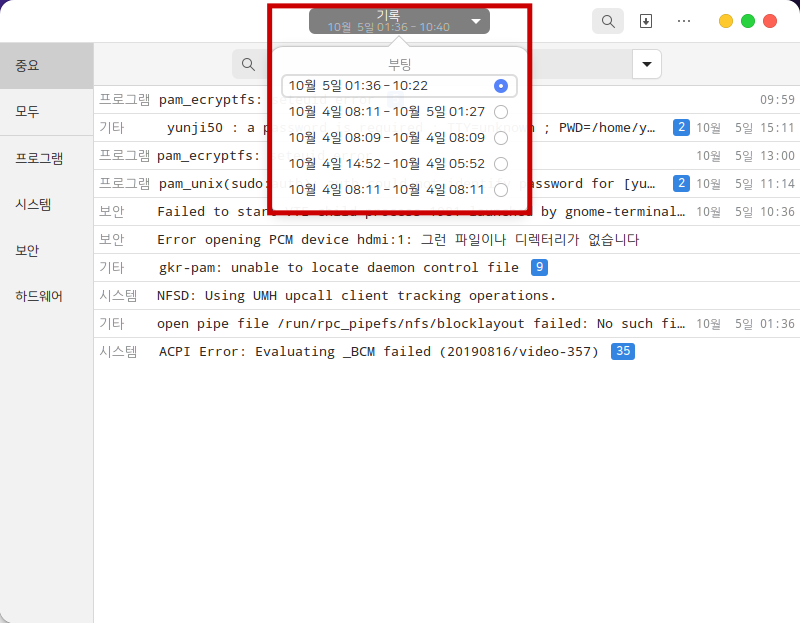 기록
10월 5일 01:36 – 10:40
중요
모두
프로그램
시스템
보안
하드웨어
부팅
10월 5일 01:36 – 10:22
10월 4일 08:11 – 10월 5일 01:27
10월 4일 08:09 – 10월 4일 08:09
10월 4일 14:52 – 10월 4일 05:52
10월 4일 08:11 – 10월 4일 08:11
프로그램 pam_ecryptfs: 09:59
기타 yunji50 : a ; PWD=/home/y… 2 10월 5일 15:11
프로그램 pam_ecryptfs: 10월 5일 13:00
프로그램 pam_unix(sudo: password for [yu… 2 10월 5일 11:14
보안 Failed to star by gnome-terminal… 10월 5일 10:36
보안 Error opening PCM device hdmi:1: 그런 파일이나 디렉터리가 없습니다
기타 gkr-pam: unable to locate daemon control file 9
시스템 NFSD: Using UMH upcall client tracking operations.
기타 open pipe file /run/rpc_pipefs/nfs/blocklayout failed: No such fi… 10월 5일 01:36
시스템 ACPI Error: Evaluating _BCM failed (20190816/video-357) 35